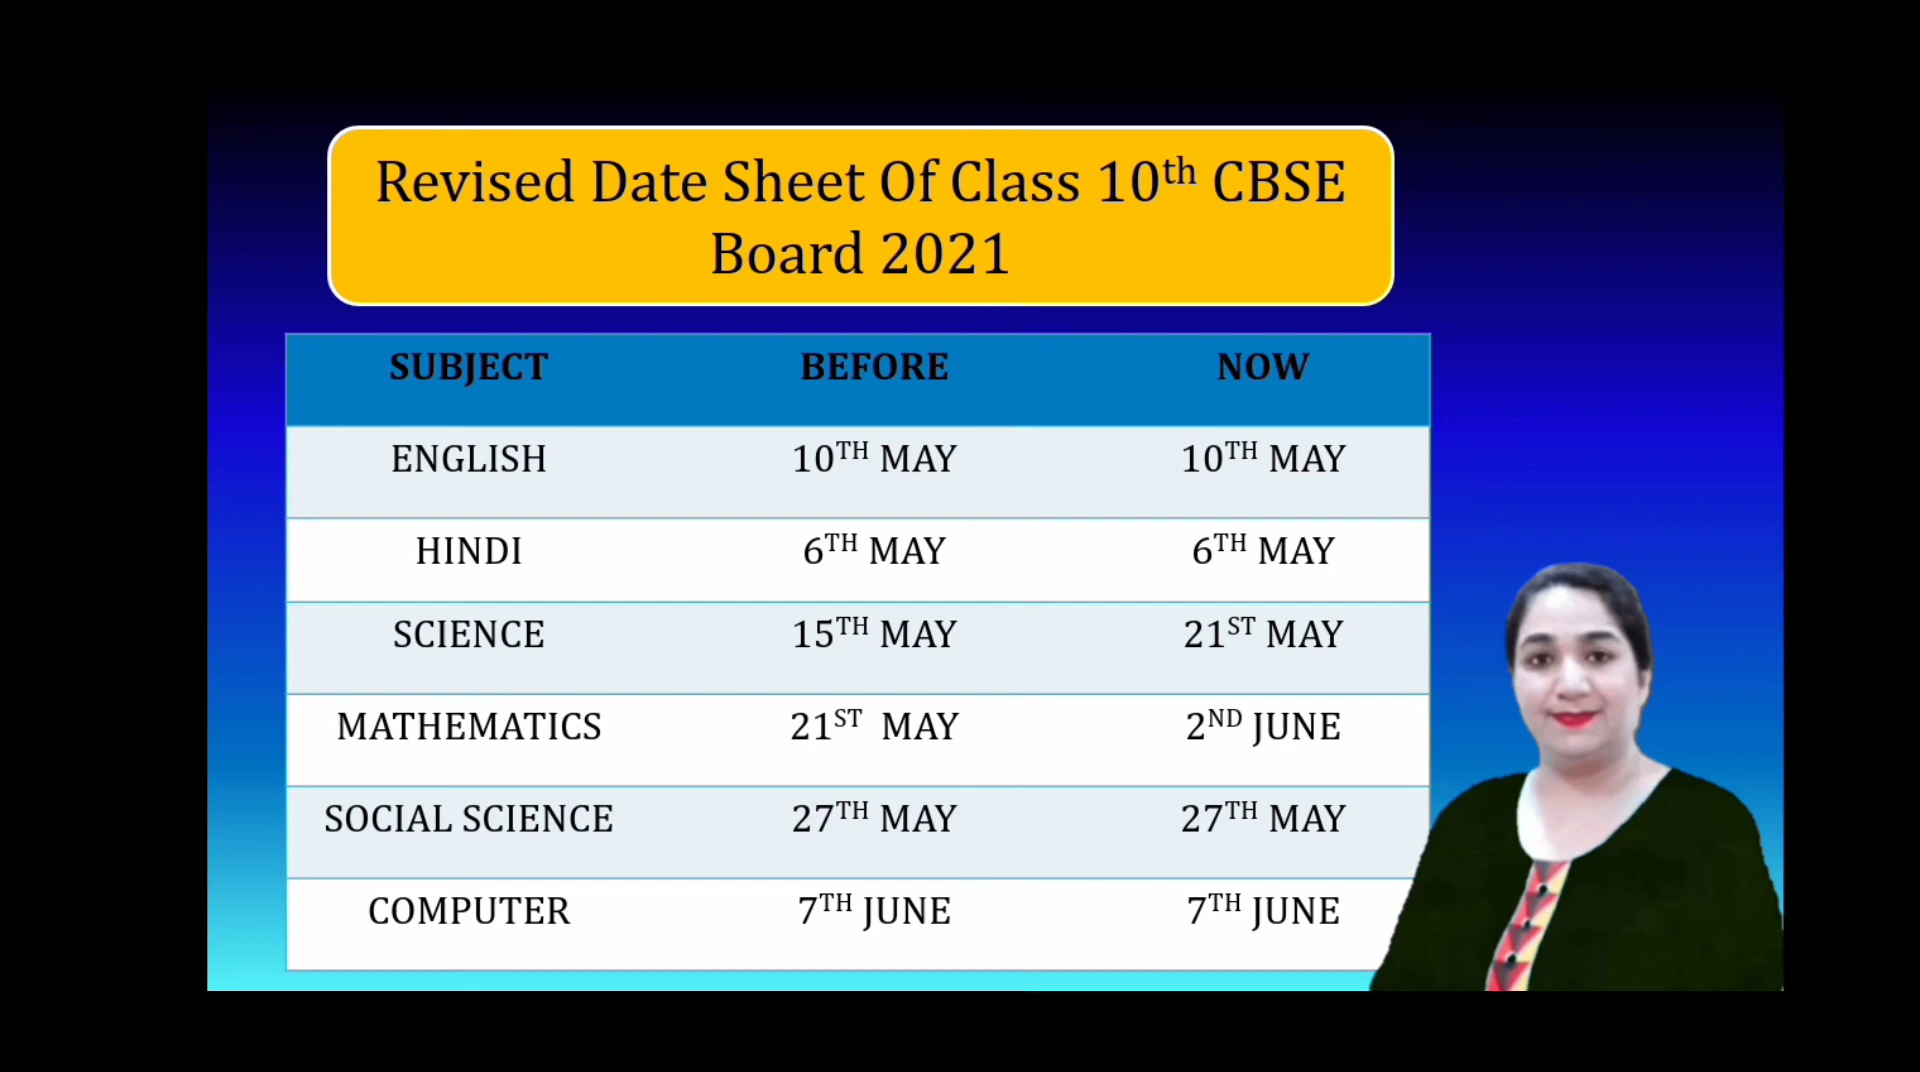 Revised Date Sheet Of Class 10th CBSE
Board 2021
SUBJECT BEFORE NOW
ENGLISH 10TH MAY 10TH MAY
HINDI 6TH MAY 6TH MAY
SCIENCE 15TH MAY 21ST MAY
MATHEMATICS 21ST MAY 2ND JUNE
SOCIAL SCIENCE 27TH MAY 27TH MAY
COMPUTER 7TH JUNE 7TH JUNE